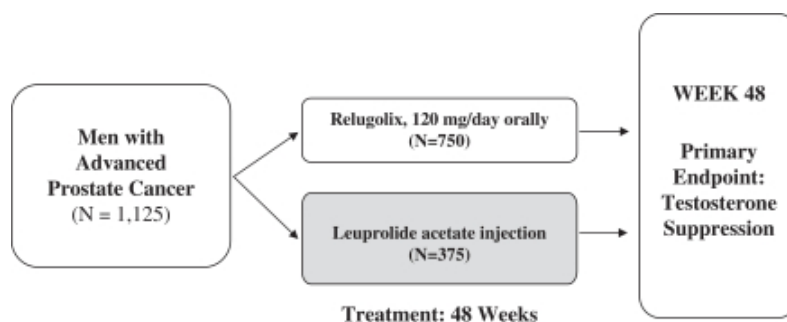 Men with
Advanced
Prostate Cancer
(N = 1,125)
Relugolix, 120 mg/day orally
(N=750)
Leuprolide acetate injection
(N=375)
Treatment: 48 Weeks
WEEK 48
Primary
Endpoint:
Testosterone
Suppression